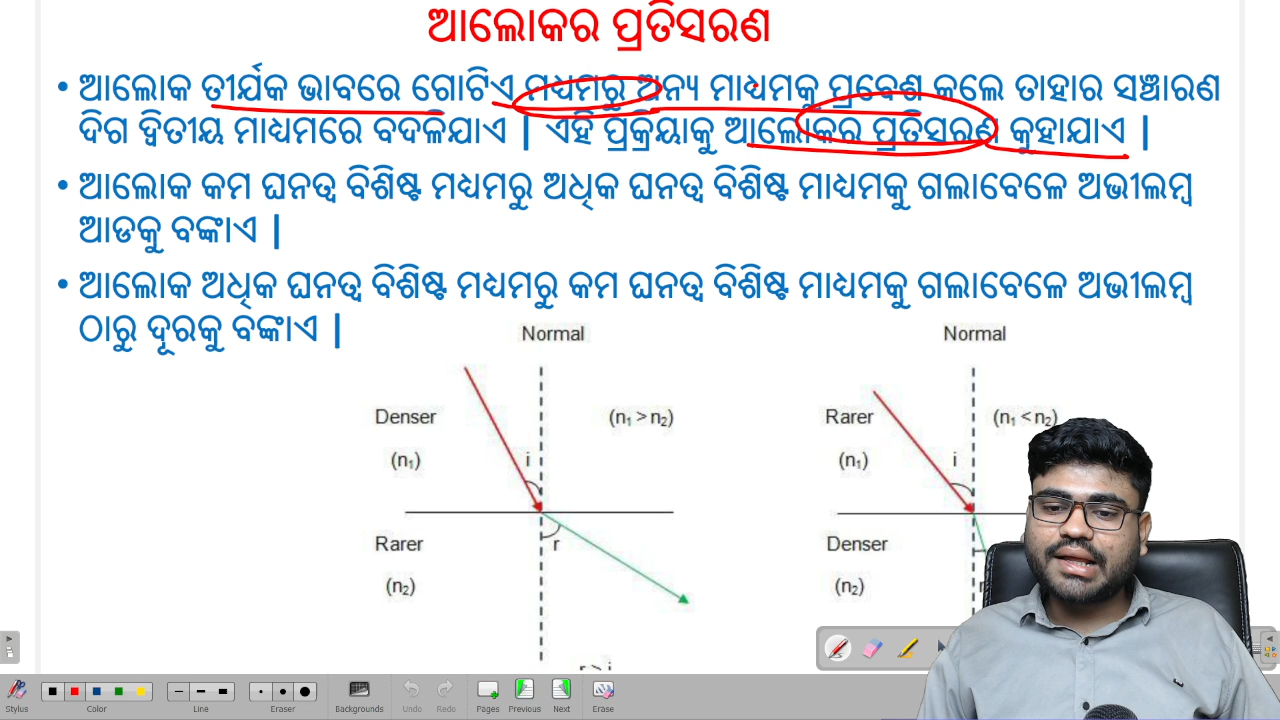 ଆଲୋକର ପ୍ରତିସରଣ
• ଆଲୋକ ତୀର୍ଯକ ଭାବରେ ଗୋଟିଏ ମଧ୍ୟମରୁ ଅନ୍ୟ ମାଧ୍ୟମକୁ ପ୍ରବେଶ କଲେ ତାହାର ସଞ୍ଚାରଣ
ଦିଗ ଦ୍ୱିତୀୟ ମାଧ୍ୟମରେ ବଦଳିଯାଏ | ଏହି ପ୍ରକ୍ରିୟାକୁ ଆଲୋକର ପ୍ରତିସରଣ କୁହାଯାଏ |
• ଆଲୋକ କମ ଘନତ୍ୱ ବିଶିଷ୍ଟ ମଧ୍ୟମରୁ ଅଧିକ ଘନତ୍ୱ ବିଶିଷ୍ଟ ମାଧ୍ୟମକୁ ଗଲାବେଳେ ଅଭୀଲମ୍ବ
ଆଡକୁ ବଙ୍କାଏ |
• ଆଲୋକ ଅଧିକ ଘନତ୍ୱ ବିଶିଷ୍ଟ ମଧ୍ୟମରୁ କମ ଘନତ୍ୱ ବିଶିଷ୍ଟ ମାଧ୍ୟମକୁ ଗଲାବେଳେ ଅଭୀଲମ୍ବ
ଠାରୁ ଦୂରକୁ ବଙ୍କାଏ |
Normal
Denser (n₁ > n₂)
(n₁) i
Rarer r
(n₂)
Normal
Rarer (n₁ < n₂)
(n₁) i
Denser
(n₂)
Stylus Color Line Eraser Backgrounds Undo Redo Pages Previous Next Erase